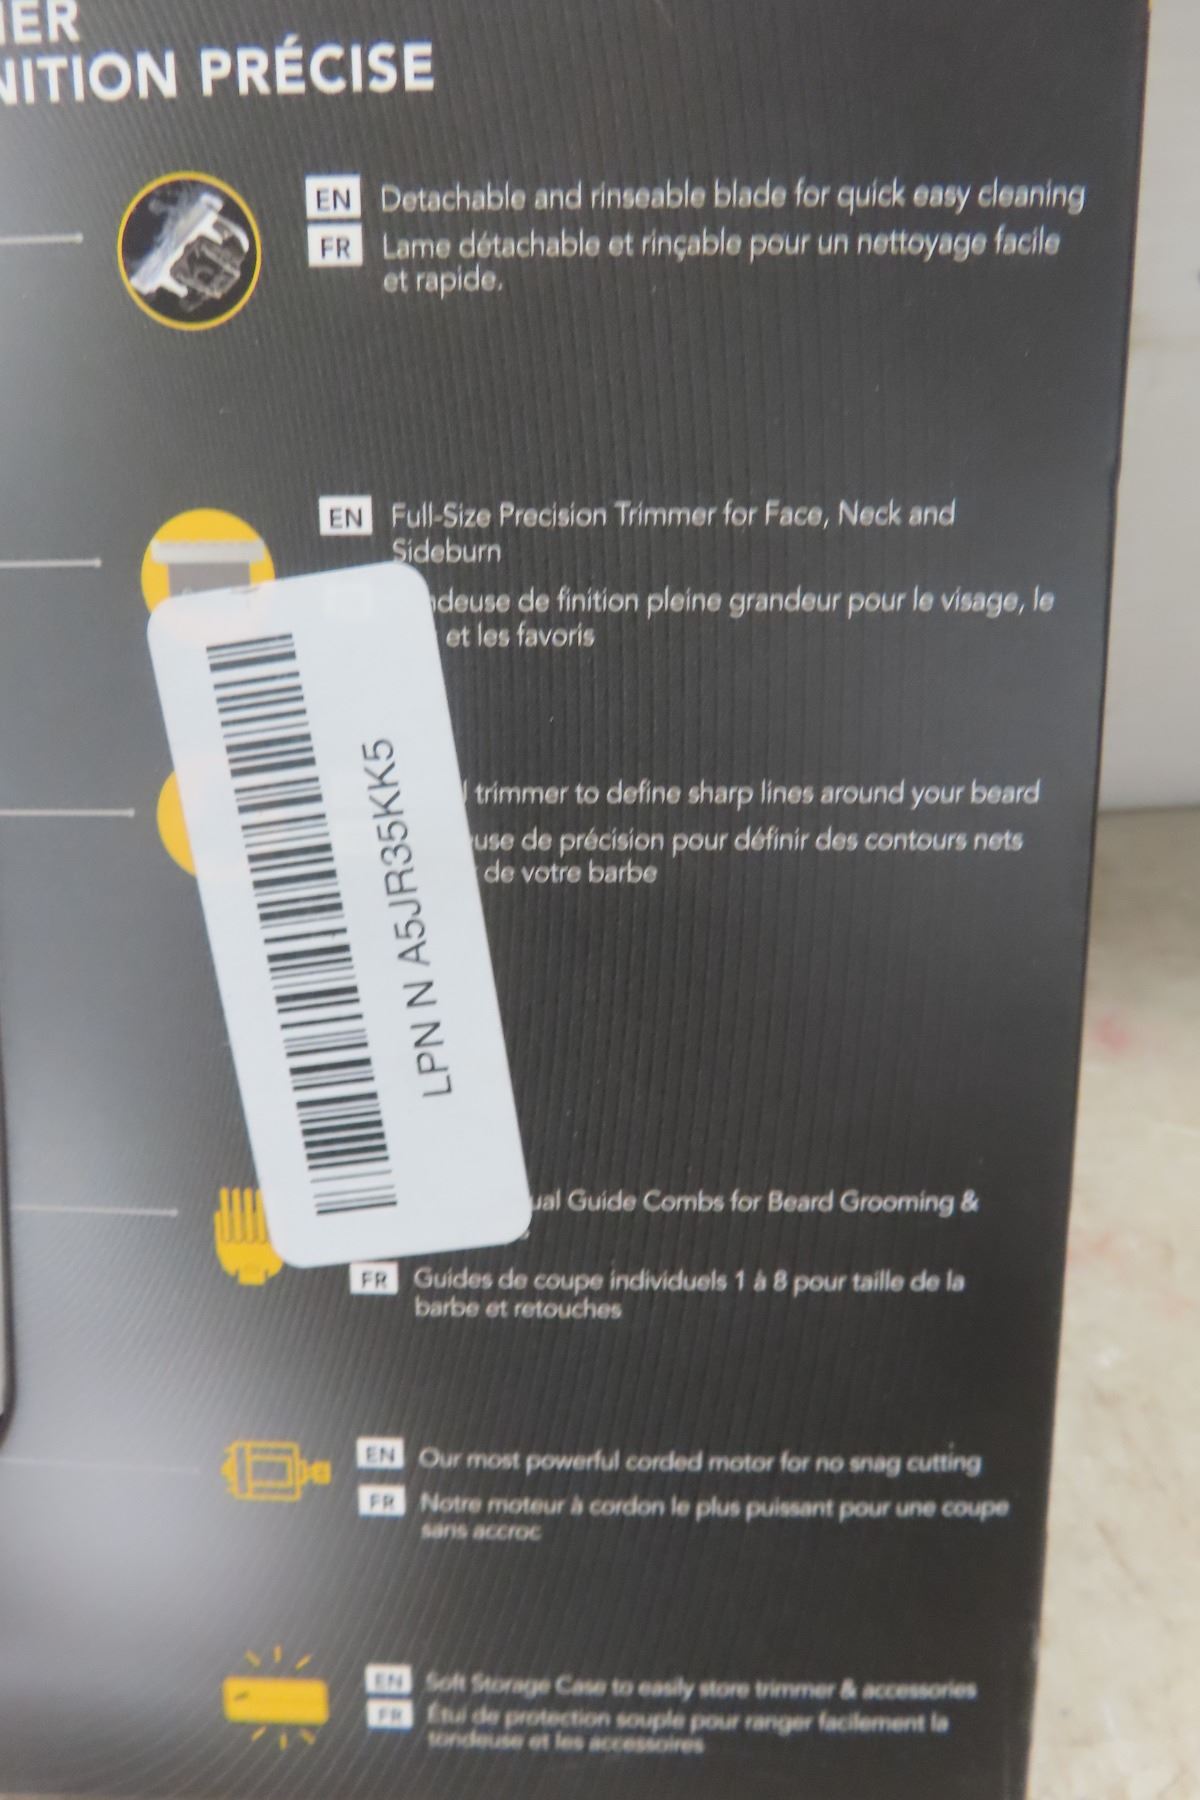 IER
NITION PRÉCISE
EN Detachable and rinseable blade for quick easy cleaning
FR Lame détachable et rinçable pour un nettoyage facile
et rapide.
EN Full-Size Precision Trimmer for Face, Neck and
Sideburn
ndeuse de finition pleine grandeur pour le visage, le
et les favoris
trimmer to define sharp lines around your beard
use de précision pour définir des contours nets
de votre barbe
LPN N A5JR35KK5
ual Guide Combs for Beard Grooming &
FR Guides de coupe individuels 1 à 8 pour taille de la
barbe et retouches
EN Our most powerful corded motor for no snag cutting
FR Notre moteur à cordon le plus puissant pour une coupe
sans accroc
EN Soft Storage Case to easily store trimmer & accessories
FR Étui de protection souple pour ranger facilement la
tondeuse et les accessoires